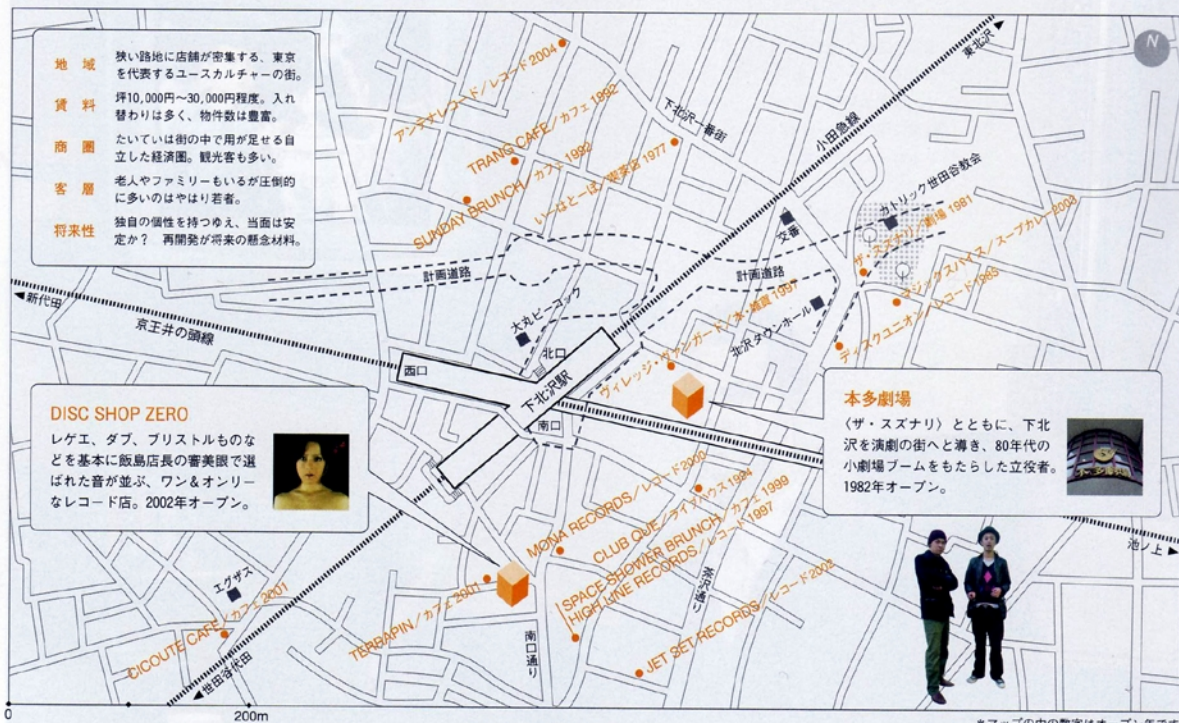 地域 狭い路地に店舗が密集する、東京
を代表するユースカルチャーの街。
賃料 坪10,000円〜30,000円程度。入れ
替わりは多く、物件数は豊富。
商圏 たいていは街の中で用が足せる自
立した経済圏。観光客も多い。
客層 老人やファミリーもいるが圧倒的
に多いのはやはり若者。
将来性 独自の個性を持つゆえ、当面は安
定か? 再開発が将来の懸念材料。
N
東北沢
アンテナレコード/レコード2004
TRANG CAFE/カフェ1992
SUNDAY BRUNCH/カフェ1992
いーはとーぼ/喫茶店1977
下北沢一番街
小田急線
カトリック世田谷教会
交番
ザ・スズナリ/劇場1981
マジックスパイス/スープカレー2003
ディスクユニオン/レコード1985
計画道路
計画道路
新代田
京王井の頭線
大丸ピーコック
北沢タウンホール
ヴィレッジ・ヴァンガード/本・雑貨1997
北口
西口
下北沢駅
南口
DISC SHOP ZERO
レゲエ、ダブ、ブリストルものな
どを基本に飯島店長の審美眼で選
ばれた音が並ぶ、ワン&オンリー
なレコード店。2002年オープン。
本多劇場
〈ザ・スズナリ〉とともに、下北
沢を演劇の街へと導き、80年代の
小劇場ブームをもたらした立役者。
1982年オープン。
池ノ上
MONA RECORDS/レコード2000
CLUB QUE/ライブハウス1994
SPACE SHOWER BRUNCH/カフェ1999
HIGH LINE RECORDS/レコード1997
茶沢通り
JET SET RECORDS/レコード2002
TERRAPIN/カフェ2001
南口通り
エグザス
CICOUTE CAFE/カフェ2001
世田谷代田
0
200m
*マップの中の数字はオープン年です